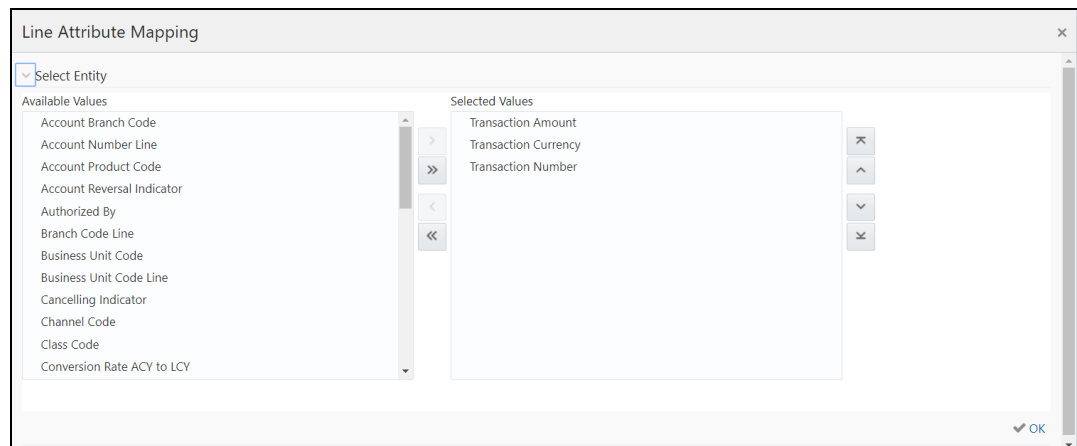 Line Attribute Mapping
Select Entity
Available Values
Account Branch Code
Account Number Line
Account Product Code
Account Reversal Indicator
Authorized By
Branch Code Line
Business Unit Code
Business Unit Code Line
Cancelling Indicator
Channel Code
Class Code
Conversion Rate ACY to LCY
Selected Values
Transaction Amount
Transaction Currency
Transaction Number
OK